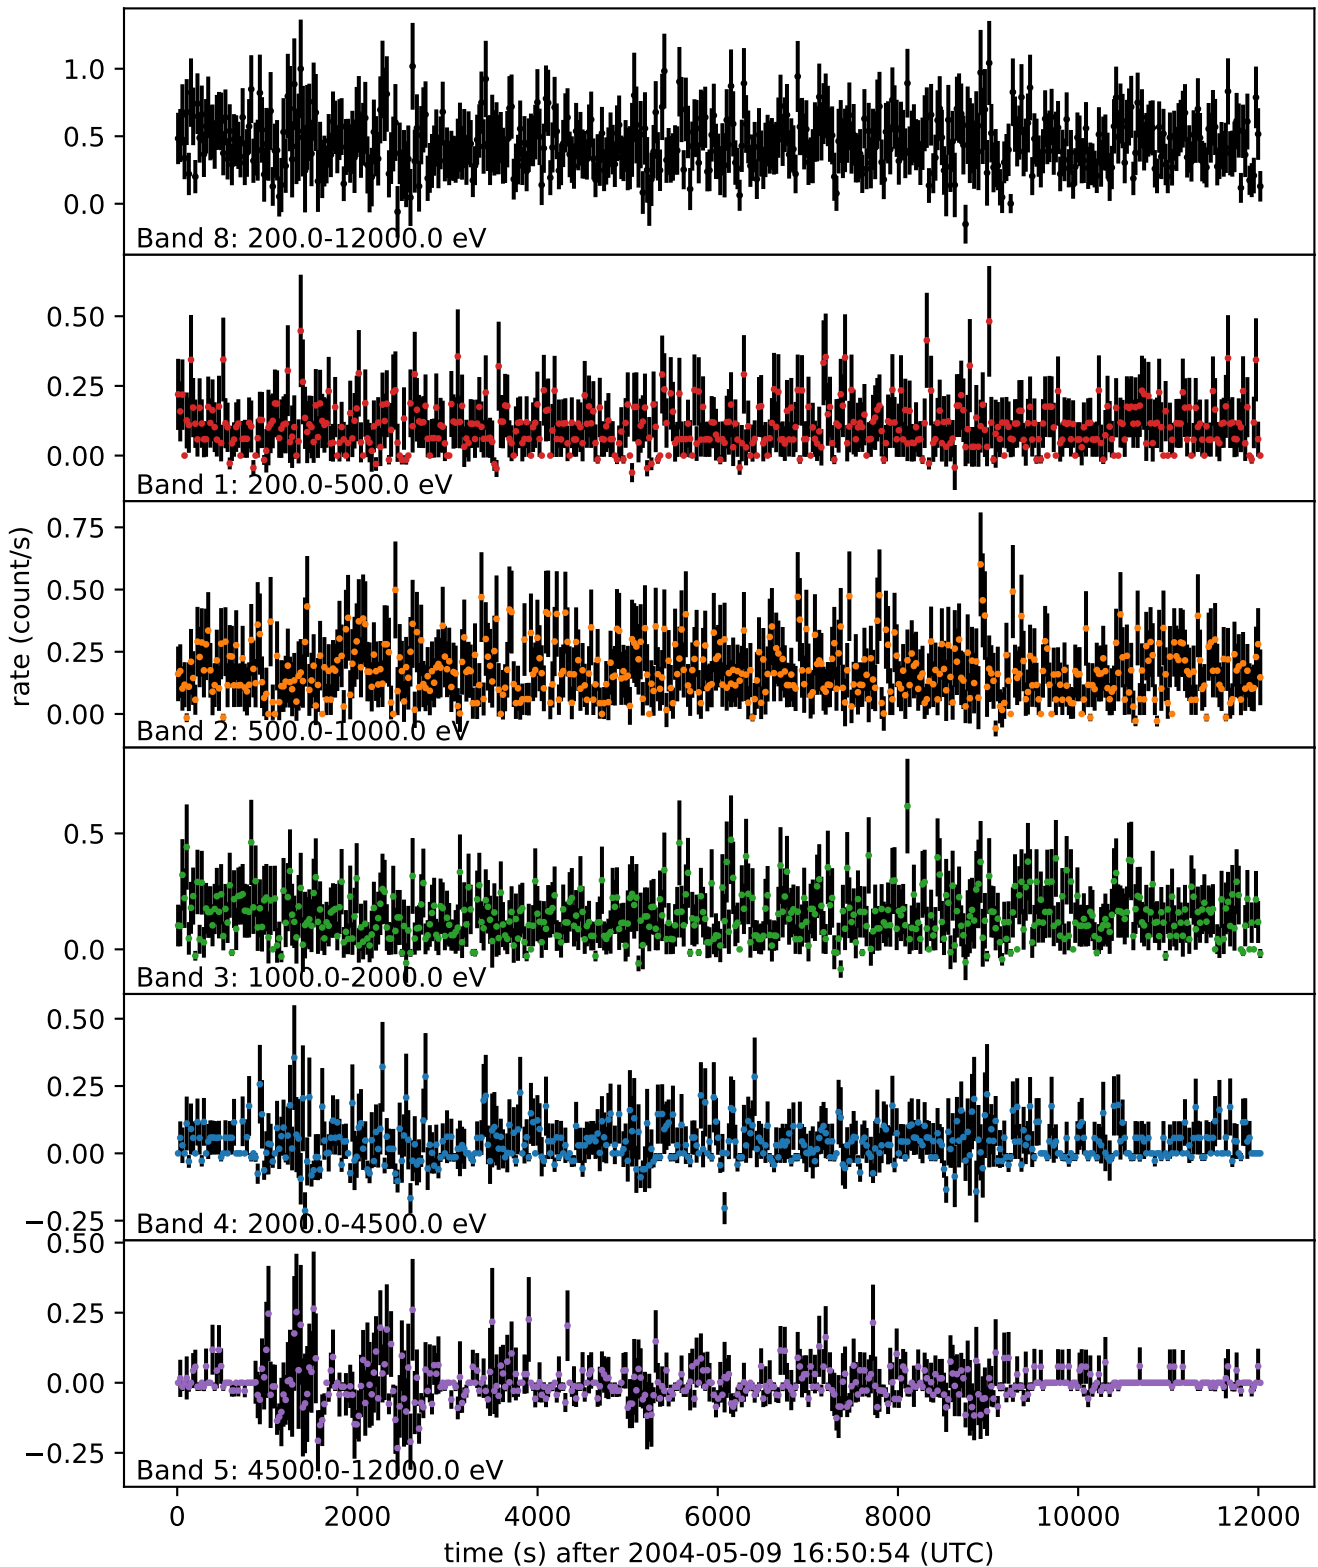 1.0
0.5
0.0
Band 8: 200.0-12000.0 eV
0.50
0.25
0.00
Band 1: 200.0-500.0 eV
0.75
0.50
0.25
0.00
Band 2: 500.0-1000.0 eV
rate (count/s)
0.5
0.0
Band 3: 1000.0-2000.0 eV
0.50
0.25
0.00
−0.25
Band 4: 2000.0-4500.0 eV
0.50
0.25
0.00
−0.25
Band 5: 4500.0-12000.0 eV
0 2000 4000 6000 8000 10000 12000
time (s) after 2004-05-09 16:50:54 (UTC)